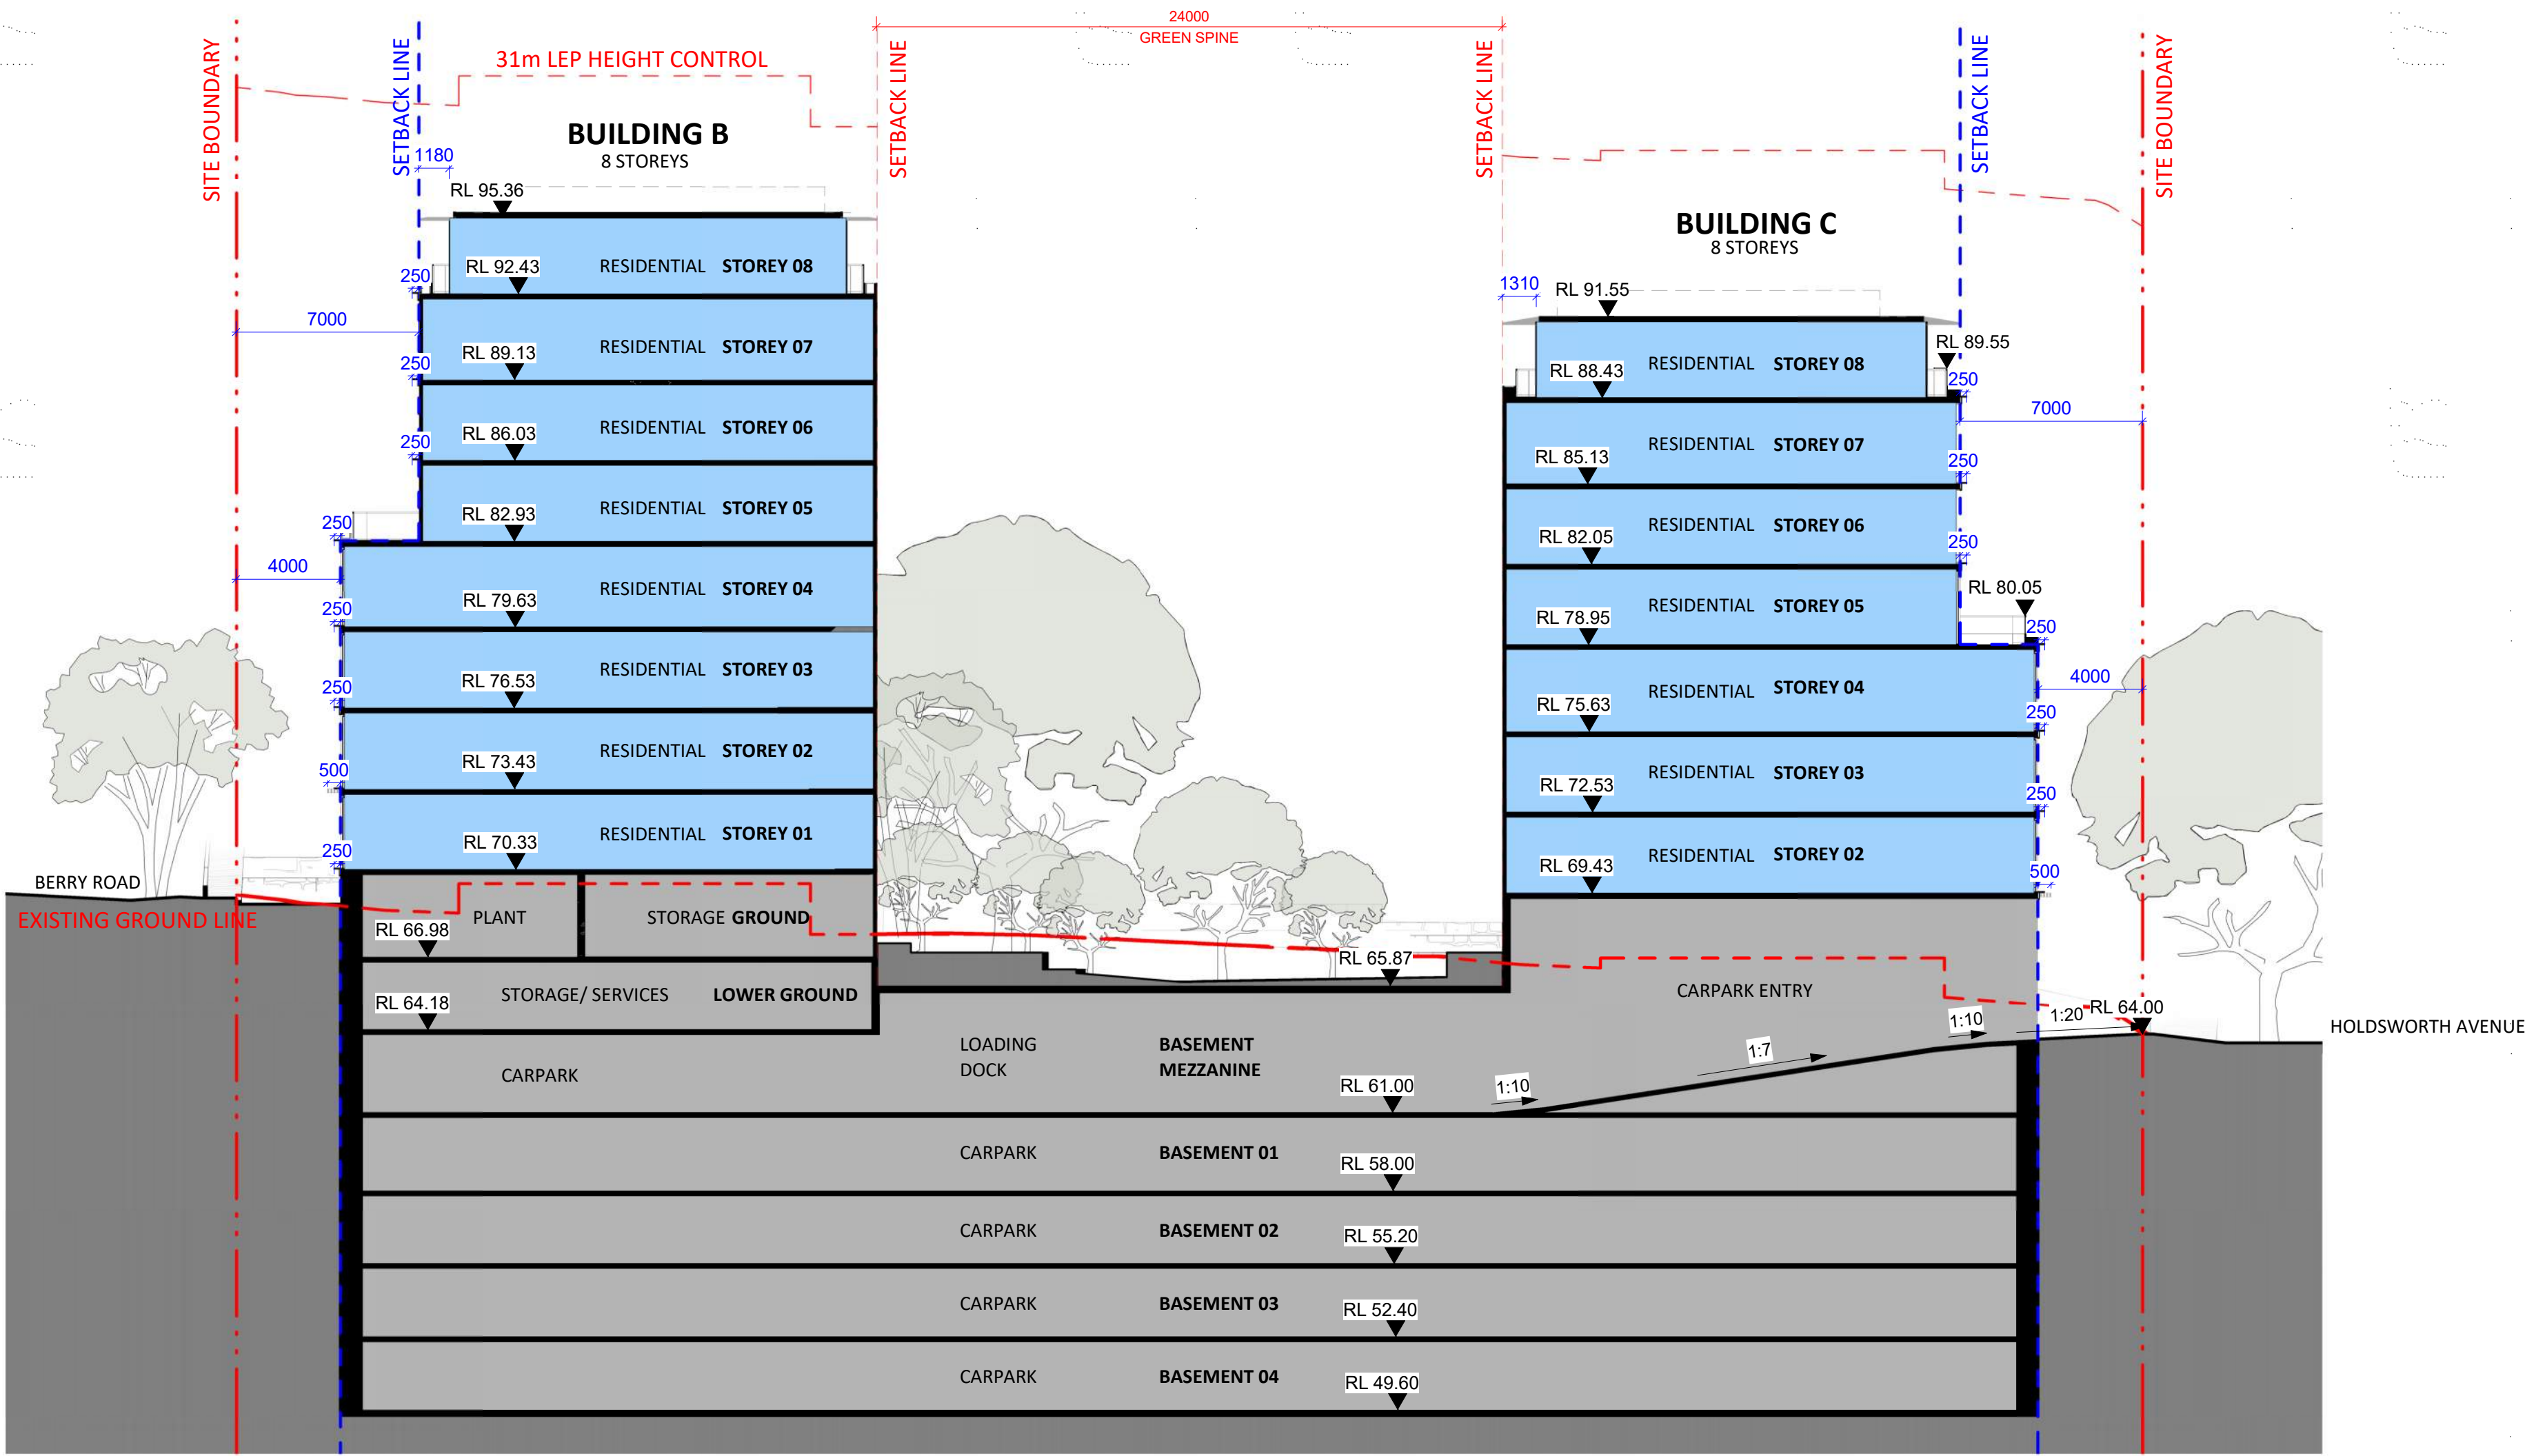 24000
GREEN SPINE
SITE BOUNDARY
SETBACK LINE
31m LEP HEIGHT CONTROL
SETBACK LINE
SETBACK LINE
SETBACK LINE
SITE BOUNDARY
BUILDING B
8 STOREYS
1180
RL 95.36
BUILDING C
8 STOREYS
RL 92.43
RESIDENTIAL STOREY 08
250
1310
RL 91.55
7000
RL 89.13
RESIDENTIAL STOREY 07
250
RL 89.55
RL 88.43
RESIDENTIAL STOREY 08
250
7000
RL 86.03
RESIDENTIAL STOREY 06
250
RL 85.13
RESIDENTIAL STOREY 07
250
RL 82.93
RESIDENTIAL STOREY 05
250
RL 82.05
RESIDENTIAL STOREY 06
250
4000
RL 79.63
RESIDENTIAL STOREY 04
250
RL 78.95
RESIDENTIAL STOREY 05
RL 80.05
250
RL 76.53
RESIDENTIAL STOREY 03
250
RL 75.63
RESIDENTIAL STOREY 04
4000
250
RL 73.43
RESIDENTIAL STOREY 02
500
RL 72.53
RESIDENTIAL STOREY 03
250
RL 70.33
RESIDENTIAL STOREY 01
250
RL 69.43
RESIDENTIAL STOREY 02
500
BERRY ROAD
EXISTING GROUND LINE
PLANT
STORAGE GROUND
RL 66.98
RL 65.87
STORAGE/ SERVICES LOWER GROUND
RL 64.18
CARPARK ENTRY
1:10
1:20
RL 64.00
HOLDSWORTH AVENUE
CARPARK
LOADING
DOCK
BASEMENT
MEZZANINE
RL 61.00
1:10
1:7
CARPARK BASEMENT 01
RL 58.00
CARPARK BASEMENT 02
RL 55.20
CARPARK BASEMENT 03
RL 52.40
CARPARK BASEMENT 04
RL 49.60